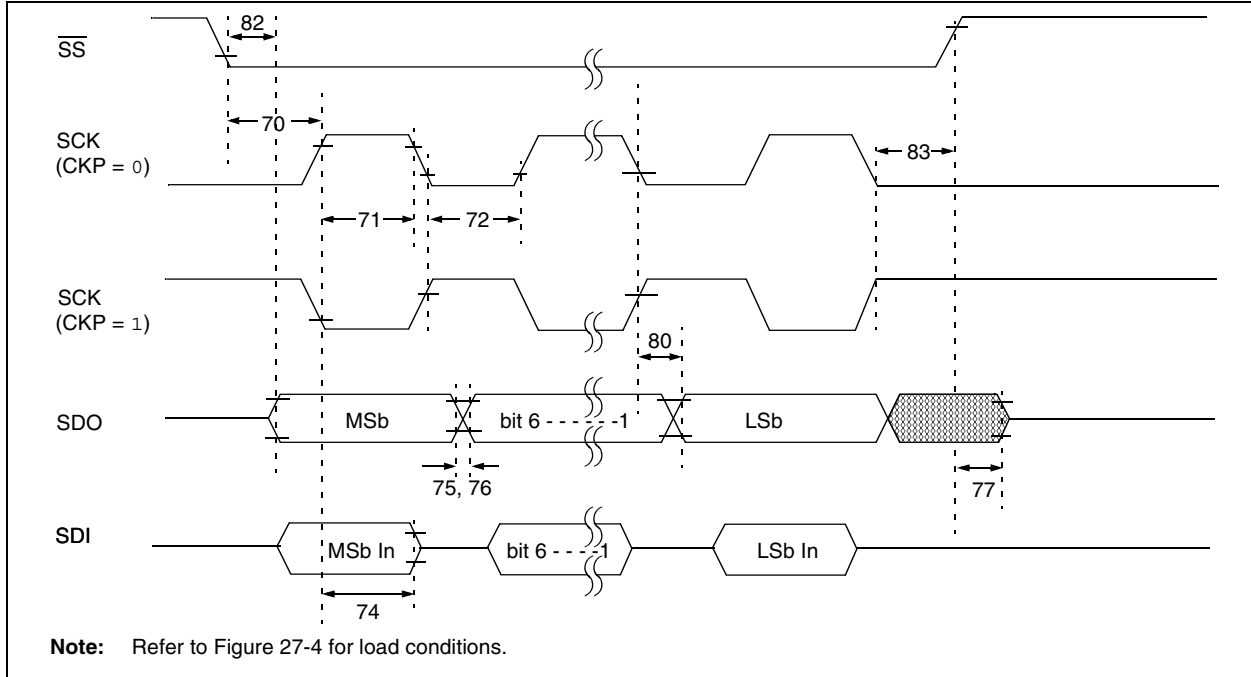 82
SS
70
SCK
(CKP = 0)
83
71
72
SCK
(CKP = 1)
80
SDO
MSb
bit 6 - - - - - -1
LSb
75, 76
77
SDI
MSb In
bit 6 - - - -1
LSb In
74
Note: Refer to Figure 27-4 for load conditions.